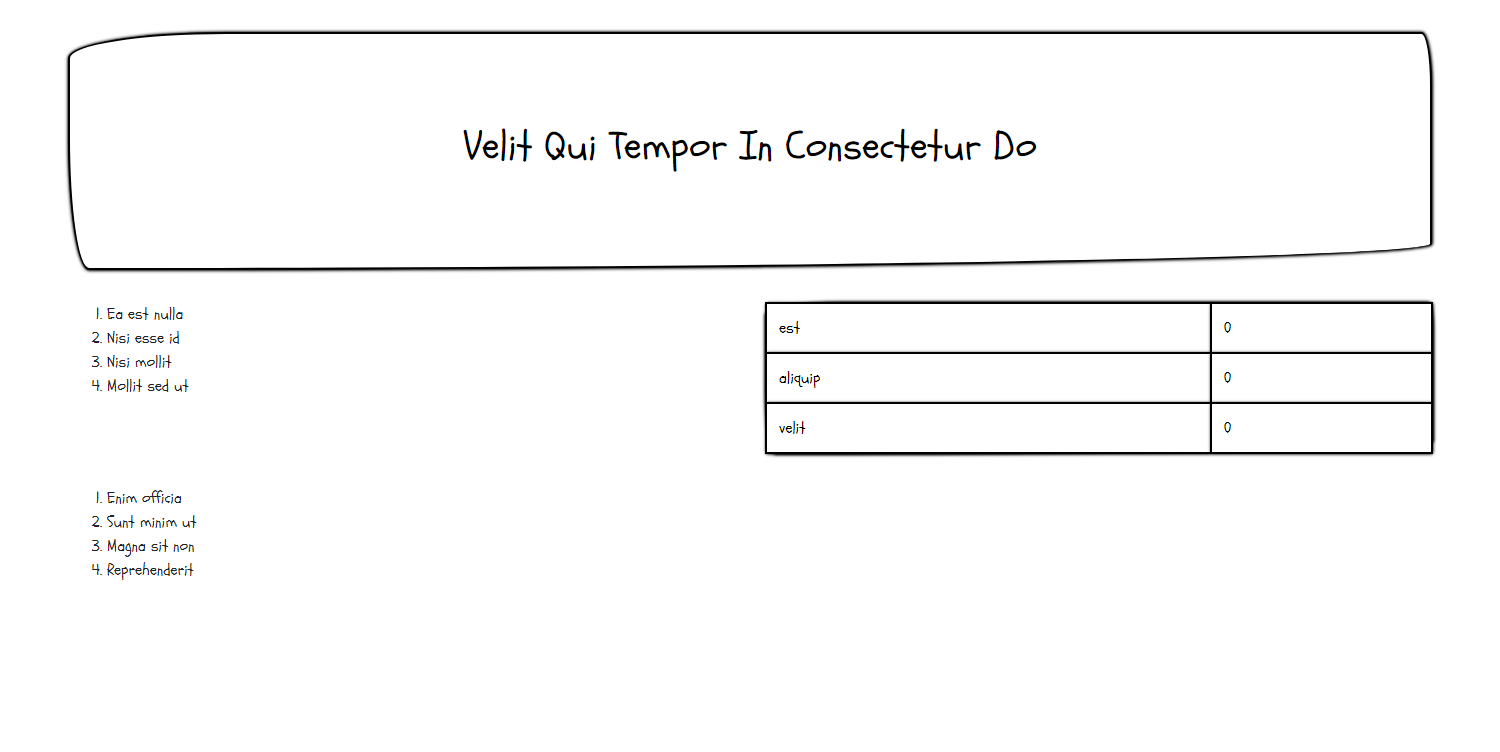 Velit Qui Tempor In Consectetur Do
1. Ea est nulla
2. Nisi esse id
3. Nisi mollit
4. Mollit sed ut
est 0
aliquip 0
velit 0
1. Enim officia
2. Sunt minim ut
3. Magna sit non
4. Reprehenderit